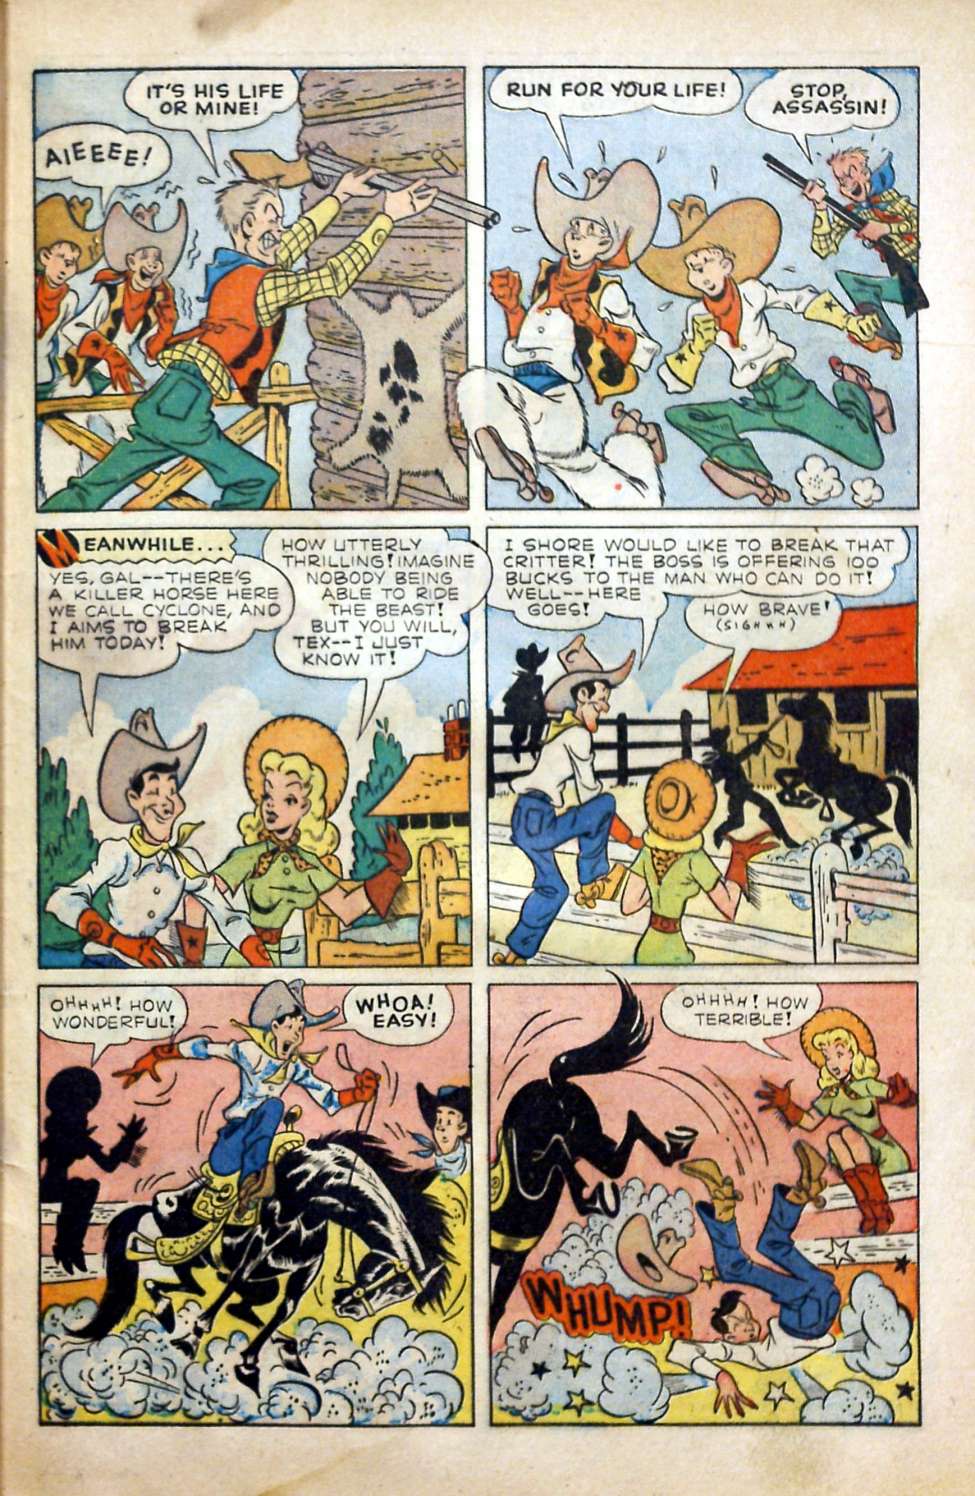 IT'S HIS LIFE
OR MINE!
AIEEEE!
RUN FOR YOUR LIFE!
STOP,
ASSASSIN!
MEANWHILE...
YES, GAL--THERE'S
A KILLER HORSE HERE
WE CALL CYCLONE, AND
I AIMS TO BREAK
HIM TODAY!
HOW UTTERLY
THRILLING! IMAGINE
NOBODY BEING
ABLE TO RIDE
THE BEAST!
BUT YOU WILL,
TEX--I JUST
KNOW IT!
I SHORE WOULD LIKE TO BREAK THAT
CRITTER! THE BOSS IS OFFERING 100
BUCKS TO THE MAN WHO CAN DO IT!
WELL--HERE
GOES!
HOW BRAVE!
(SIGHHH)
OHHHH! HOW
WONDERFUL!
WHOA!
EASY!
OHHHH! HOW
TERRIBLE!
WHUMP!